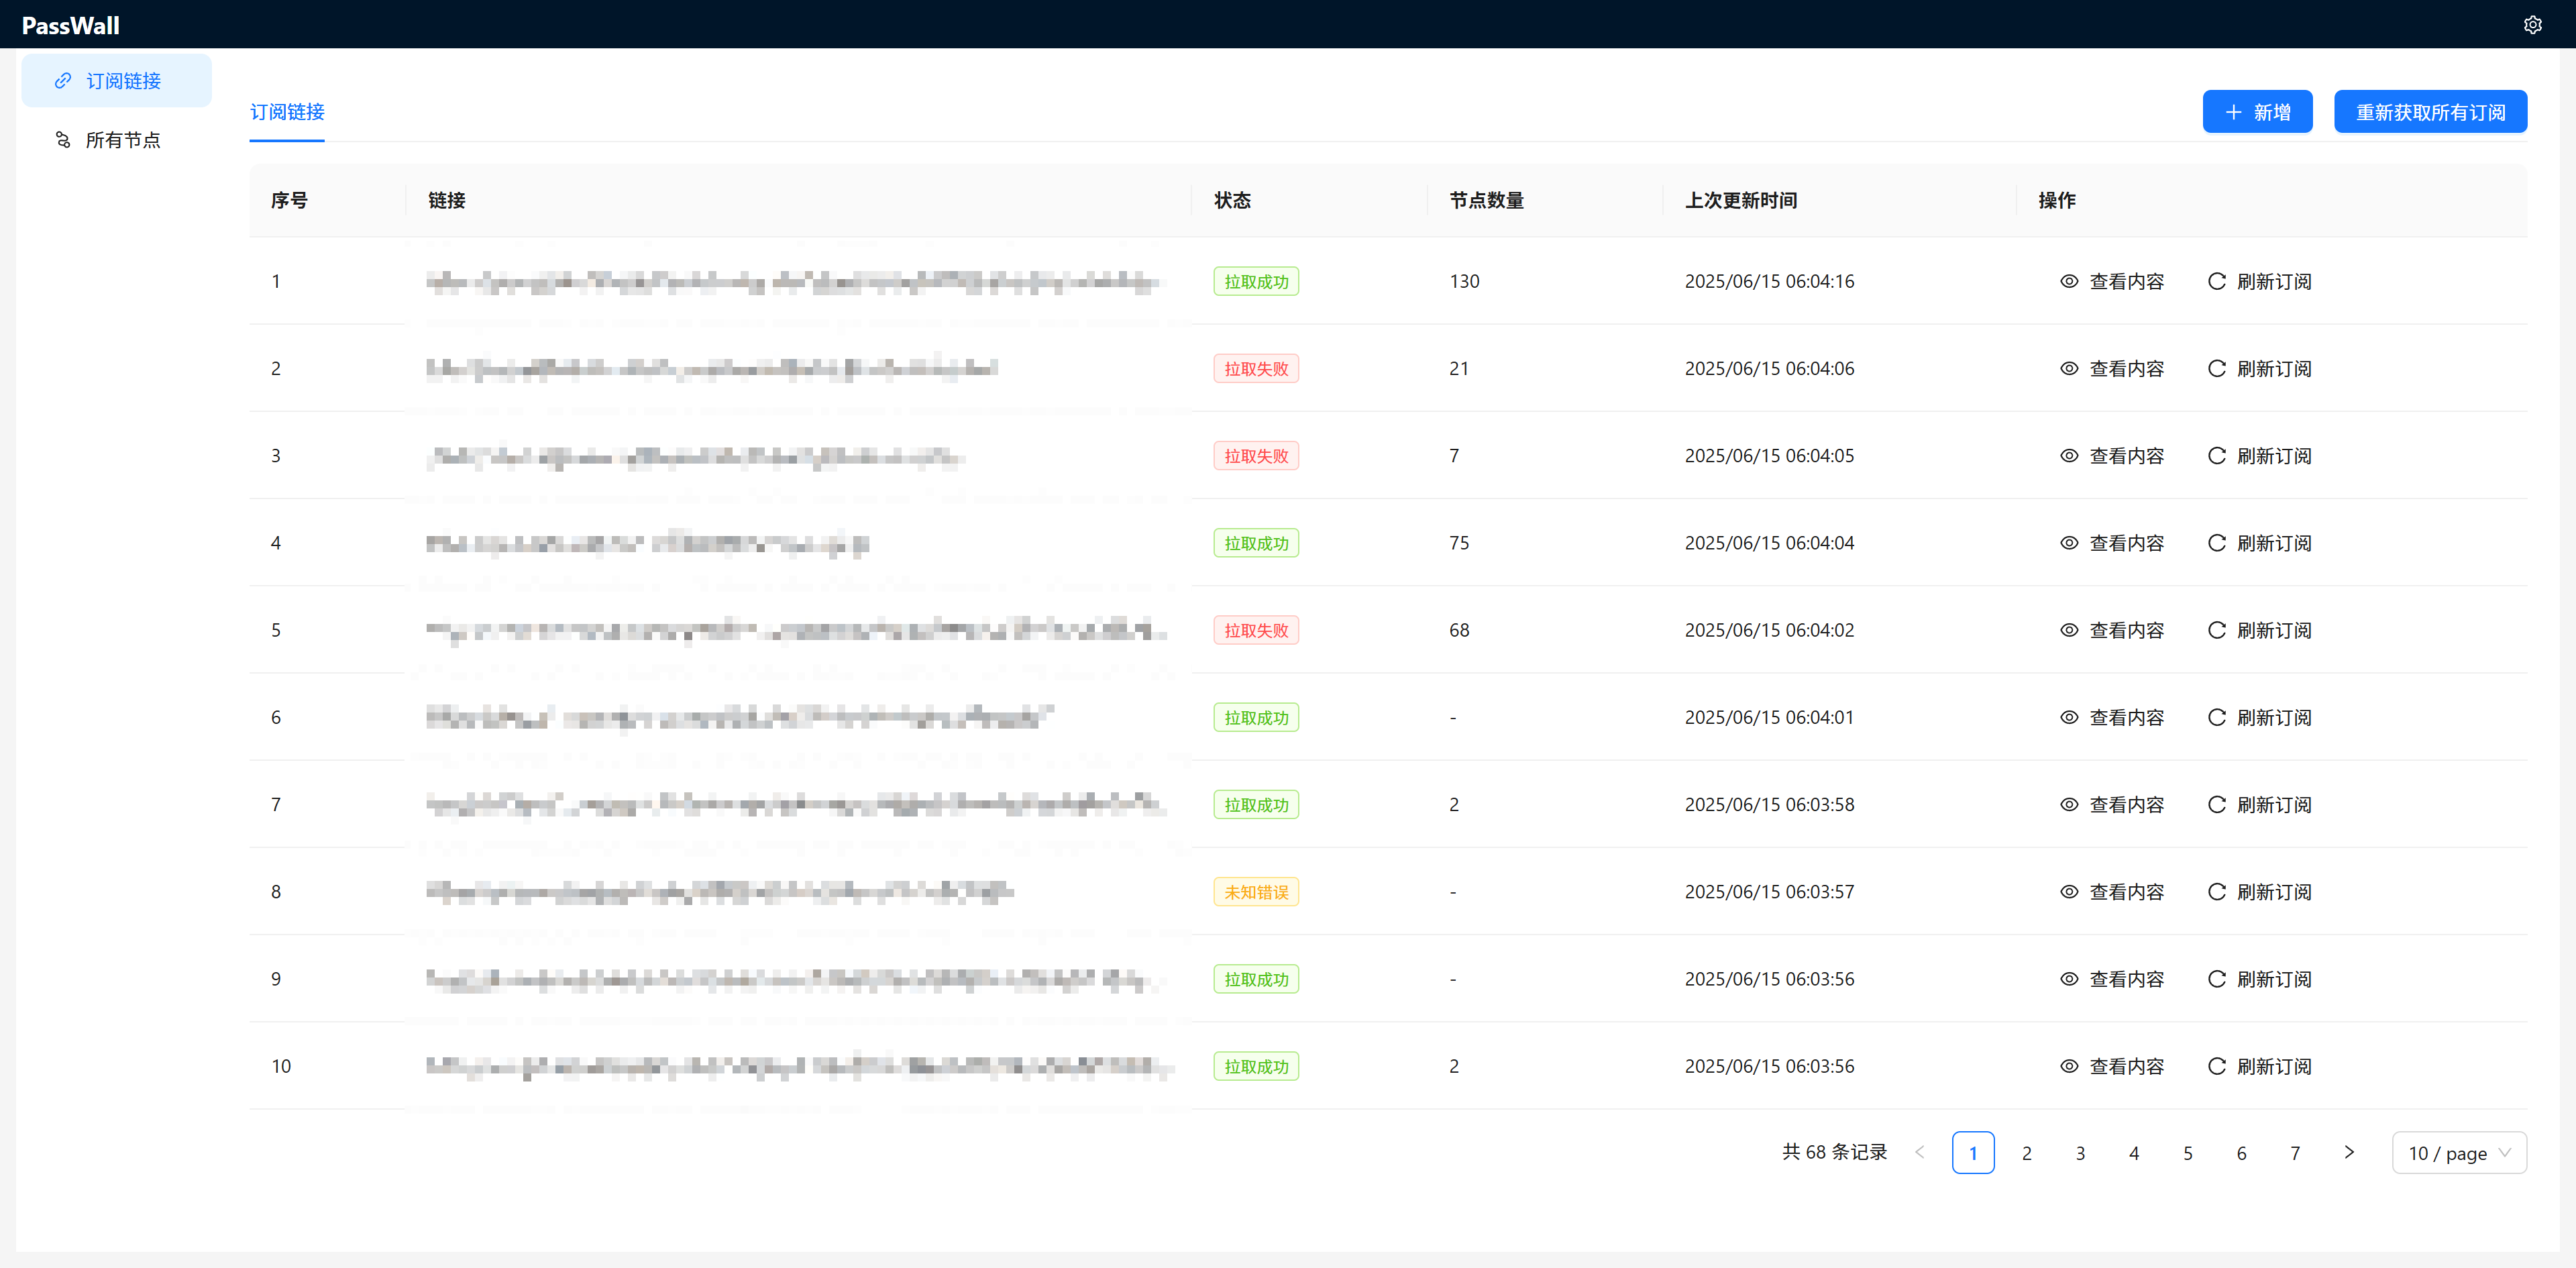 PassWall
订阅链接
所有节点
订阅链接
新增 重新获取所有订阅
序号 链接 状态 节点数量 上次更新时间 操作
1 拉取成功 130 2025/06/15 06:04:16 查看内容 刷新订阅
2 拉取失败 21 2025/06/15 06:04:06 查看内容 刷新订阅
3 拉取失败 7 2025/06/15 06:04:05 查看内容 刷新订阅
4 拉取成功 75 2025/06/15 06:04:04 查看内容 刷新订阅
5 拉取失败 68 2025/06/15 06:04:02 查看内容 刷新订阅
6 拉取成功 - 2025/06/15 06:04:01 查看内容 刷新订阅
7 拉取成功 2 2025/06/15 06:03:58 查看内容 刷新订阅
8 未知错误 - 2025/06/15 06:03:57 查看内容 刷新订阅
9 拉取成功 - 2025/06/15 06:03:56 查看内容 刷新订阅
10 拉取成功 2 2025/06/15 06:03:56 查看内容 刷新订阅
共 68 条记录 < 1 2 3 4 5 6 7 > 10 / page